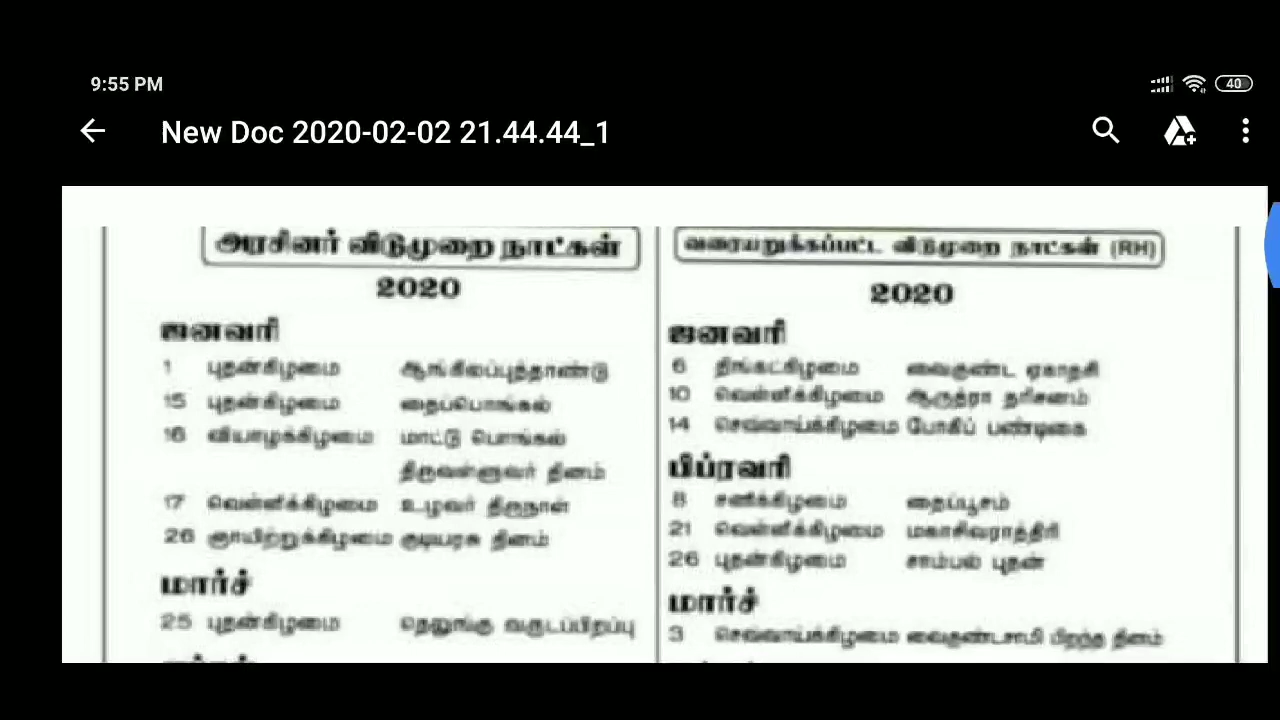 9:55 PM
40
New Doc 2020-02-02 21.44.44_1
அரசினர் விடுமுறை நாட்கள்
2020
ஜனவரி
1 புதன்கிழமை ஆங்கிலப்புத்தாண்டு
15 புதன்கிழமை தைப்பொங்கல்
16 வியாழக்கிழமை மாட்டு பொங்கல்
திருவள்ளுவர் தினம்
17 வெள்ளிக்கிழமை உழவர் திருநாள்
26 ஞாயிற்றுக்கிழமை குடியரசு தினம்
மார்ச்
25 புதன்கிழமை தெலுங்கு வருடப்பிறப்பு
வரையறுக்கப்பட்ட விடுமுறை நாட்கள் (RH)
2020
ஜனவரி
6 திங்கட்கிழமை வைகுண்ட ஏகாதசி
10 வெள்ளிக்கிழமை ஆருத்ரா தரிசனம்
14 செவ்வாய்க்கிழமை போகிப் பண்டிகை
பிப்ரவரி
8 சனிக்கிழமை தைப்பூசம்
21 வெள்ளிக்கிழமை மகாசிவராத்திரி
26 புதன்கிழமை சாம்பல் புதன்
மார்ச்
3 செவ்வாய்க்கிழமை வைகுண்டசாமி பிறந்த தினம்